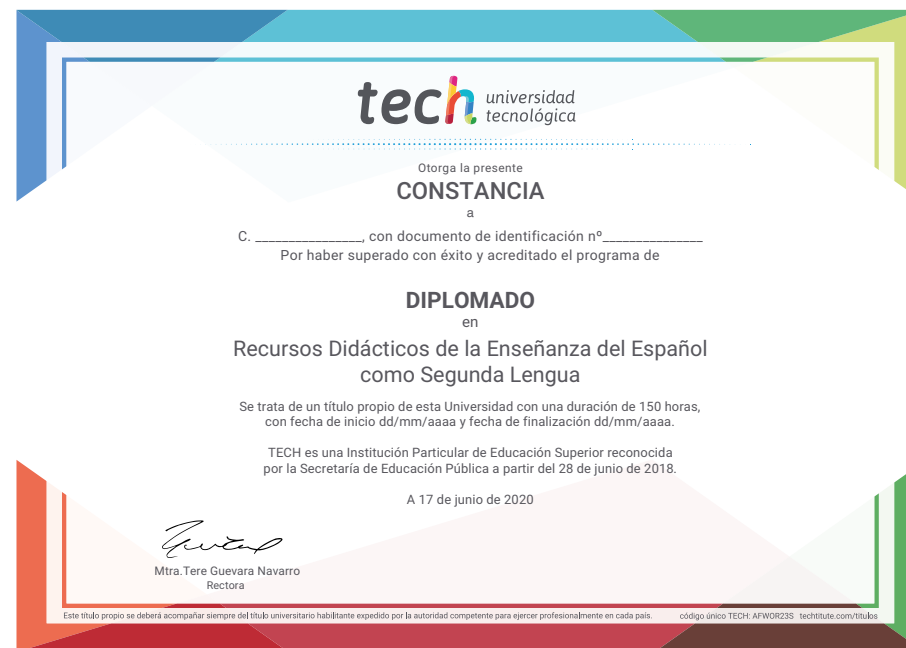 tech universidad
tecnológica
Otorga la presente
CONSTANCIA
a
C. ________________, con documento de identificación nº_______________
Por haber superado con éxito y acreditado el programa de
DIPLOMADO
en
Recursos Didácticos de la Enseñanza del Español
como Segunda Lengua
Se trata de un título propio de esta Universidad con una duración de 150 horas,
con fecha de inicio dd/mm/aaaa y fecha de finalización dd/mm/aaaa.
TECH es una Institución Particular de Educación Superior reconocida
por la Secretaría de Educación Pública a partir del 28 de junio de 2018.
A 17 de junio de 2020
Mtra.Tere Guevara Navarro
Rectora
Este título propio se deberá acompañar siempre del título universitario habilitante expedido por la autoridad competente para ejercer profesionalmente en cada país. código único TECH: AFWOR23S techtitute.com/titulos